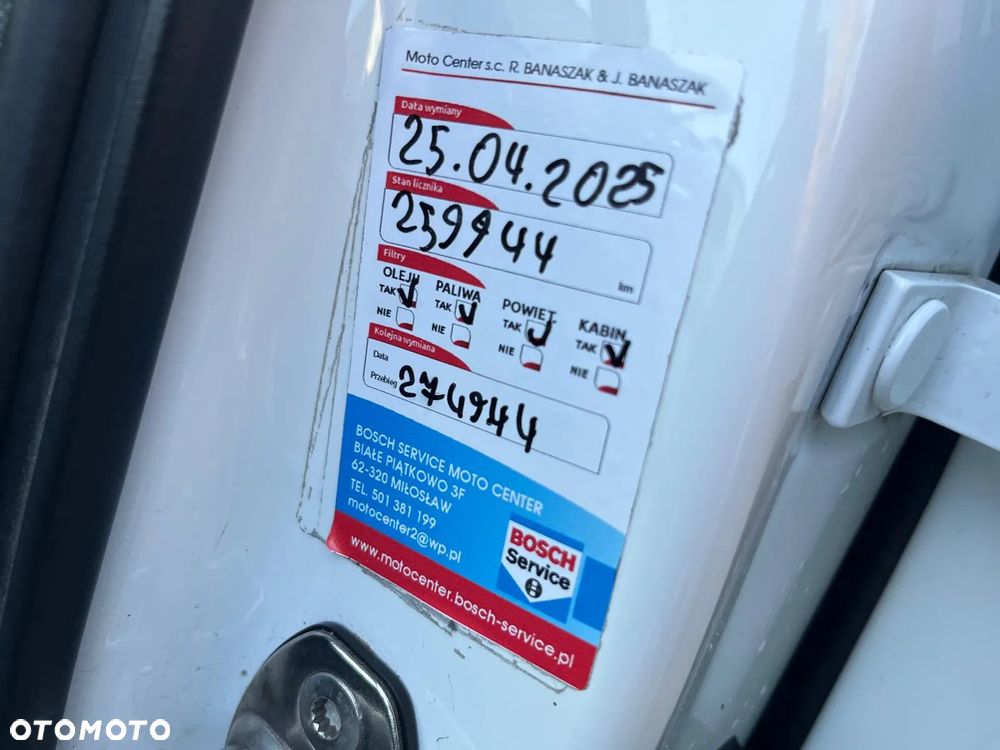 Moto Center s.c. R. BANASZAK & J. BANASZAK
Data wymiany
25.04.2025
Stan licznika
259944
km
Filtry
OLEJU PALIWA POWIET. KABIN.
TAK TAK TAK TAK
NIE NIE NIE NIE
Kolejna wymiana
Data
Przebieg 274944
BOSCH SERVICE MOTO CENTER
BIAŁE PIĄTKOWO 3F
62-320 MIŁOSŁAW
TEL. 501 381 199
motocenter2@wp.pl
BOSCH
Service
www.motocenter.bosch-service.pl
OTOMOTO